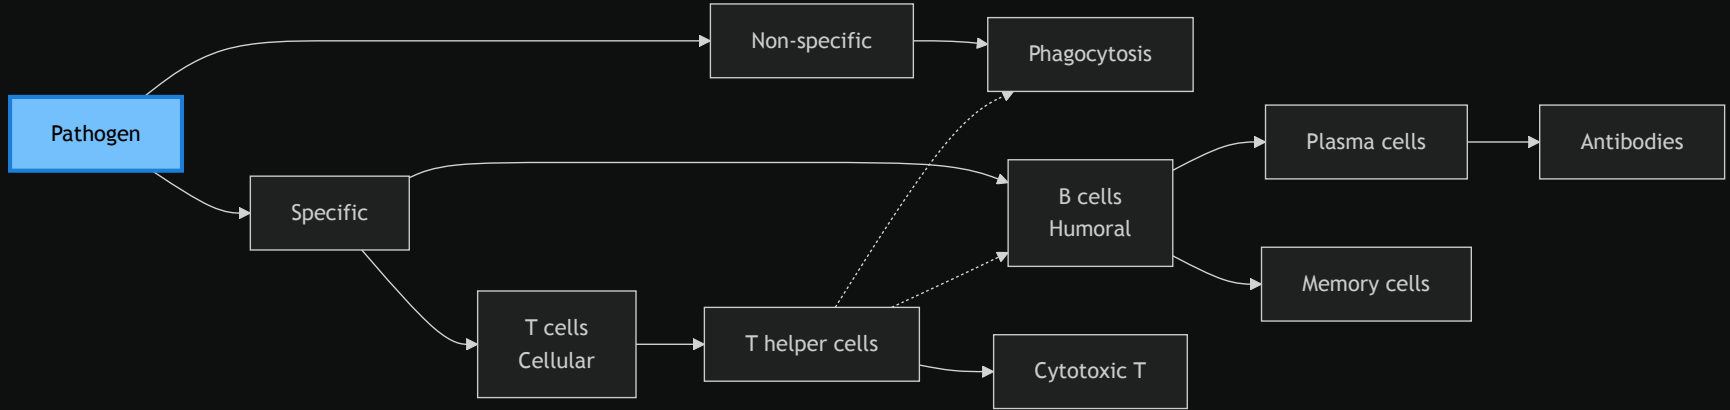 Pathogen
Non-specific
Phagocytosis
Specific
B cells
Humoral
Plasma cells
Antibodies
Memory cells
T cells
Cellular
T helper cells
Cytotoxic T